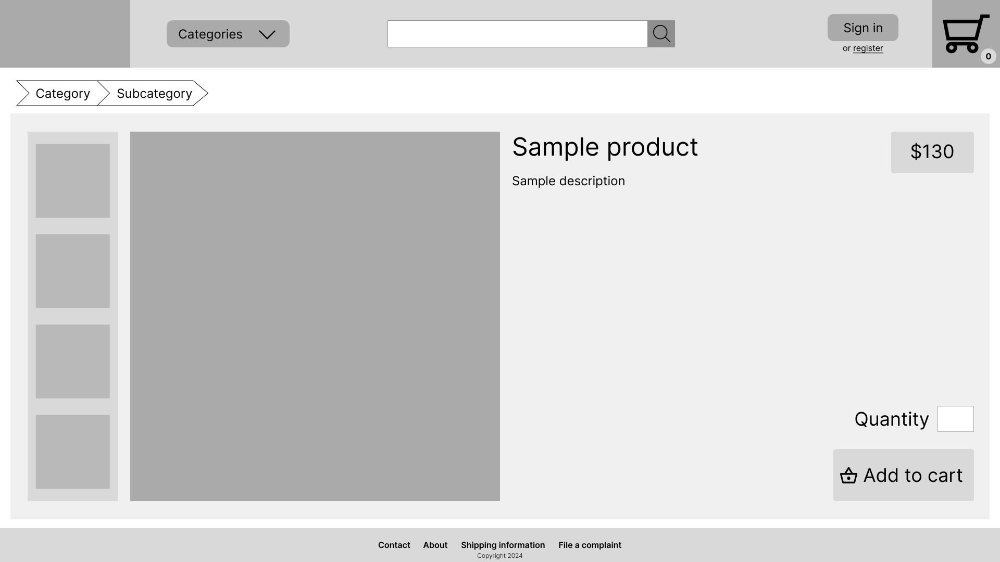 Categories
Sign in
or register
0
Category
Subcategory
Sample product
$130
Sample description
Quantity
Add to cart
Contact About Shipping information File a complaint
Copyright 2024